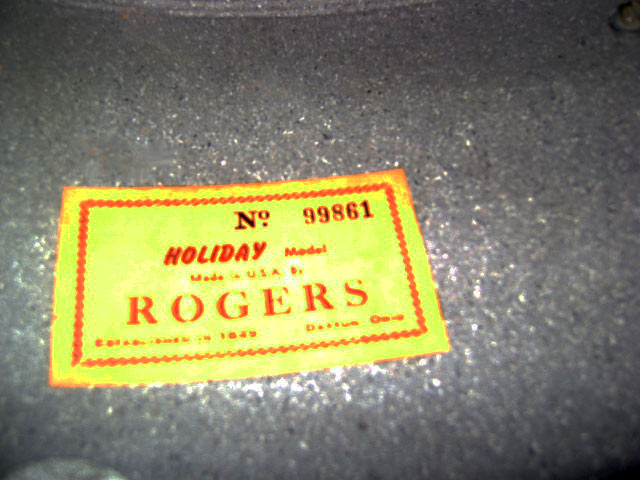 Nº 99861
HOLIDAY Model
Made in U.S.A. By
ROGERS
Established in 1849 Dayton Ohio